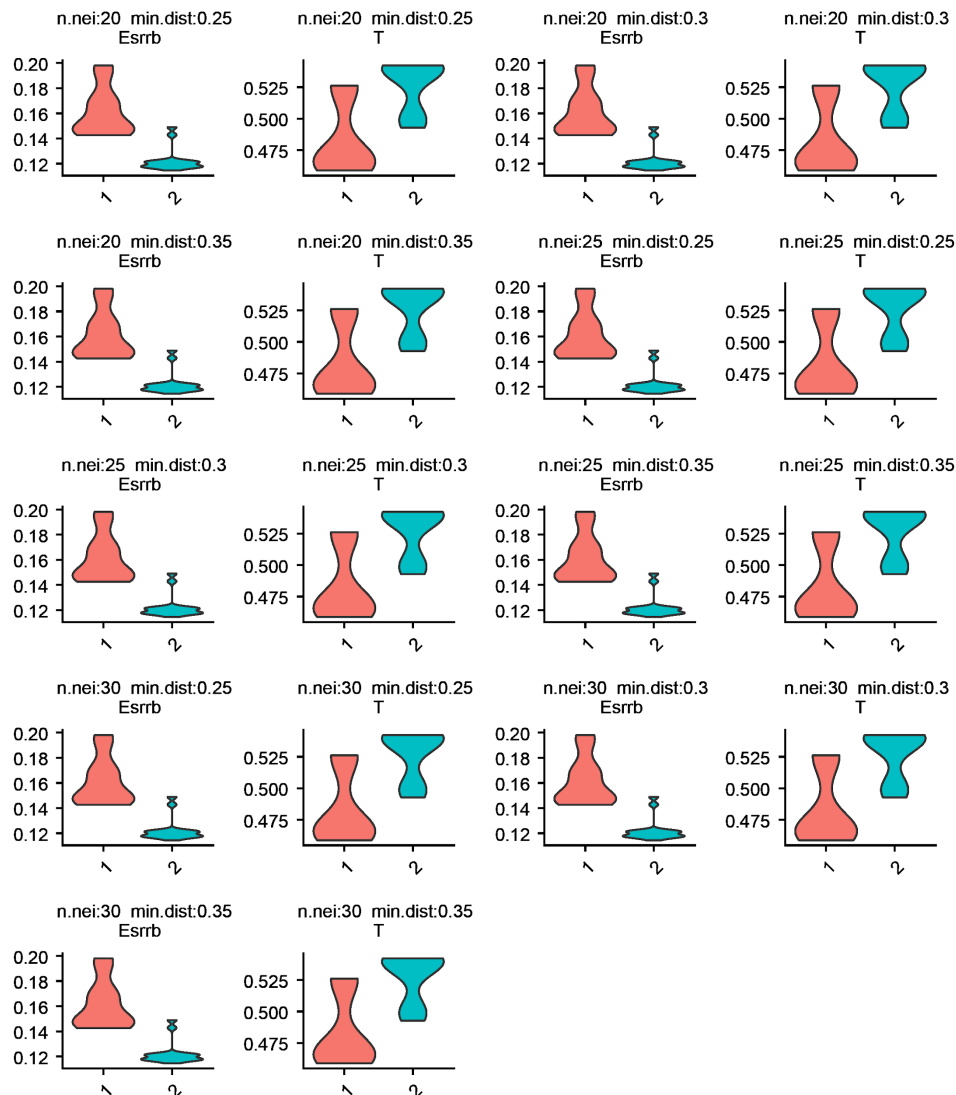 n.nei:20 min.dist:0.25
Esrrb
n.nei:20 min.dist:0.25
T
n.nei:20 min.dist:0.3
Esrrb
n.nei:20 min.dist:0.3
T
0.20
0.18
0.16
0.14
0.12
0.525
0.500
0.475
0.20
0.18
0.16
0.14
0.12
0.525
0.500
0.475
1 2 1 2 1 2 1 2
n.nei:20 min.dist:0.35
Esrrb
n.nei:20 min.dist:0.35
T
n.nei:25 min.dist:0.25
Esrrb
n.nei:25 min.dist:0.25
T
0.20
0.18
0.16
0.14
0.12
0.525
0.500
0.475
0.20
0.18
0.16
0.14
0.12
0.525
0.500
0.475
1 2 1 2 1 2 1 2
n.nei:25 min.dist:0.3
Esrrb
n.nei:25 min.dist:0.3
T
n.nei:25 min.dist:0.35
Esrrb
n.nei:25 min.dist:0.35
T
0.20
0.18
0.16
0.14
0.12
0.525
0.500
0.475
0.20
0.18
0.16
0.14
0.12
0.525
0.500
0.475
1 2 1 2 1 2 1 2
n.nei:30 min.dist:0.25
Esrrb
n.nei:30 min.dist:0.25
T
n.nei:30 min.dist:0.3
Esrrb
n.nei:30 min.dist:0.3
T
0.20
0.18
0.16
0.14
0.12
0.525
0.500
0.475
0.20
0.18
0.16
0.14
0.12
0.525
0.500
0.475
1 2 1 2 1 2 1 2
n.nei:30 min.dist:0.35
Esrrb
n.nei:30 min.dist:0.35
T
0.20
0.18
0.16
0.14
0.12
0.525
0.500
0.475
1 2 1 2